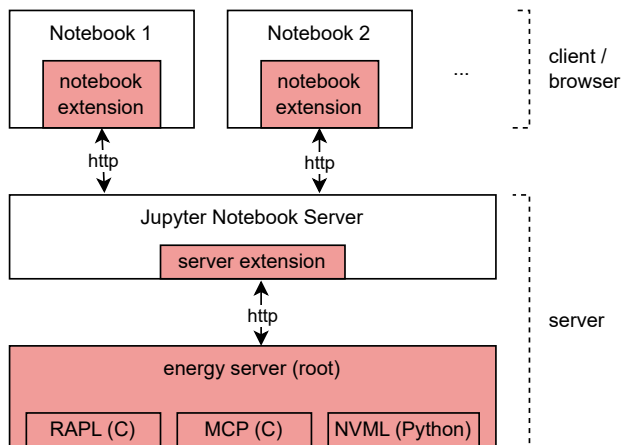 Notebook 1
Notebook 2
notebook
extension
notebook
extension
...
client /
browser
http
http
Jupyter Notebook Server
server extension
http
server
energy server (root)
RAPL (C)
MCP (C)
NVML (Python)